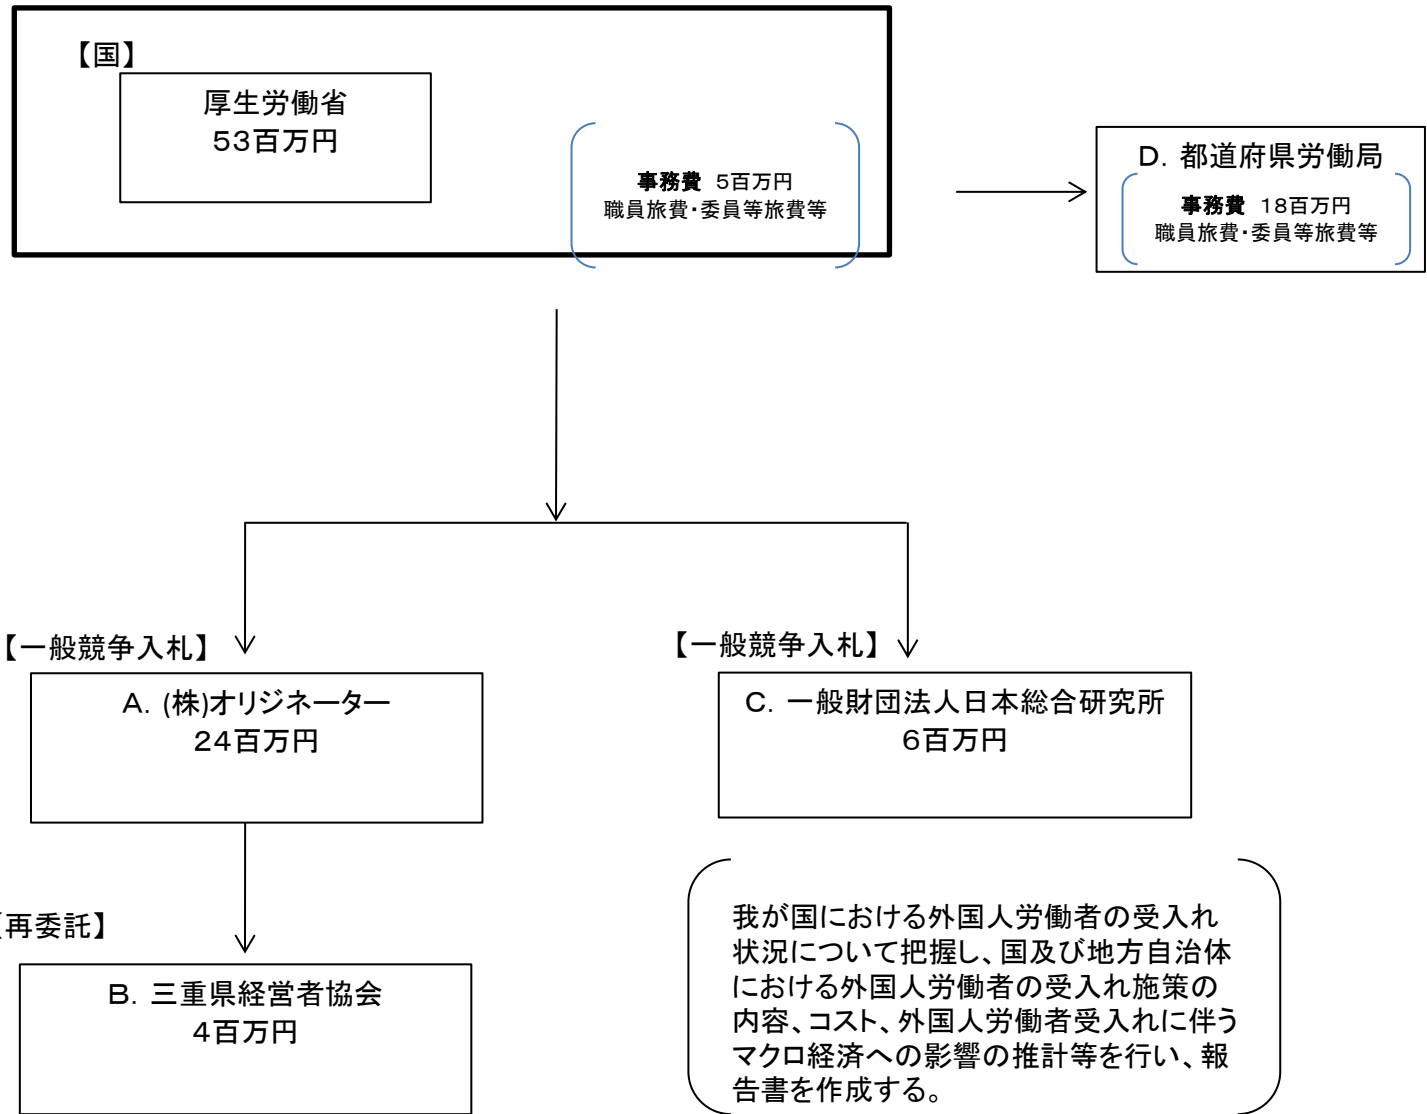 【国】
厚生労働省
53百万円
事務費 5百万円
職員旅費・委員等旅費等
D. 都道府県労働局
事務費 18百万円
職員旅費・委員等旅費等
【一般競争入札】
A. (株)オリジネーター
24百万円
【一般競争入札】
C. 一般財団法人日本総合研究所
6百万円
【再委託】
B. 三重県経営者協会
4百万円
我が国における外国人労働者の受入れ
状況について把握し、国及び地方自治体
における外国人労働者の受入れ施策の
内容、コスト、外国人労働者受入れに伴う
マクロ経済への影響の推計等を行い、報
告書を作成する。